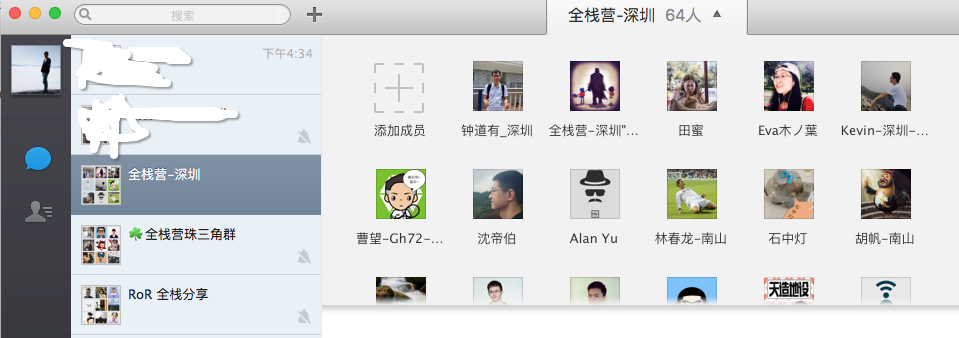 搜索
全栈营-深圳 64人
下午4:34
全栈营-深圳
全栈营珠三角群
RoR 全栈分享
添加成员
钟道有_深圳
全栈营-深圳"...
田蜜
Eva木ノ葉
Kevin-深圳-...
曹望-Gh72-...
沈帝伯
Alan Yu
林春龙-南山
石中灯
胡帆-南山
天造地设